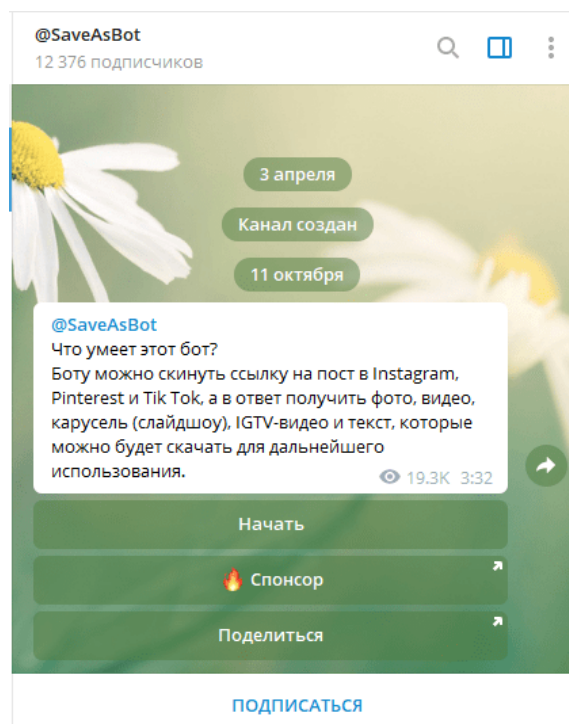 @SaveAsBot
12 376 подписчиков
3 апреля
Канал создан
11 октября
@SaveAsBot
Что умеет этот бот?
Боту можно скинуть ссылку на пост в Instagram,
Pinterest и Tik Tok, а в ответ получить фото, видео,
карусель (слайдшоу), IGTV-видео и текст, которые
можно будет скачать для дальнейшего
использования.
19.3K 3:32
Начать
🔥 Спонсор
Поделиться
ПОДПИСАТЬСЯ